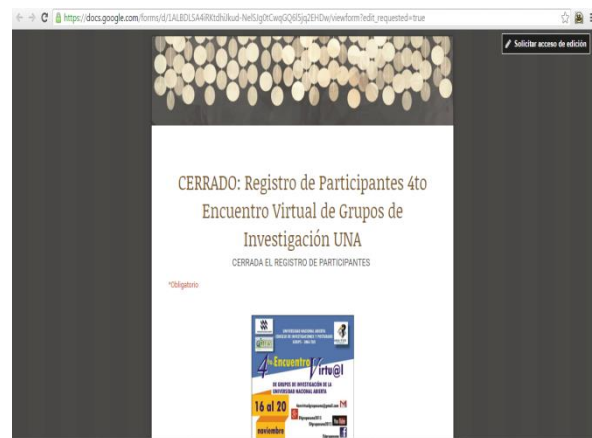 https://docs.google.com/forms/d/1ALBDLSA4iRKtdhUkud-NelSJg0tCwqGQ6l5jq2EHDw/viewform?edit_requested=true
Solicitar acceso de edición
CERRADO: Registro de Participantes 4to
Encuentro Virtual de Grupos de
Investigación UNA
CERRADA EL REGISTRO DE PARTICIPANTES
*Obligatorio
UNIVERSIDAD NACIONAL ABIERTA
4to Encuentro Virtu@l
DE GRUPOS DE INVESTIGACIÓN DE LA
UNIVERSIDAD NACIONAL ABIERTA
16 al 20
noviembre